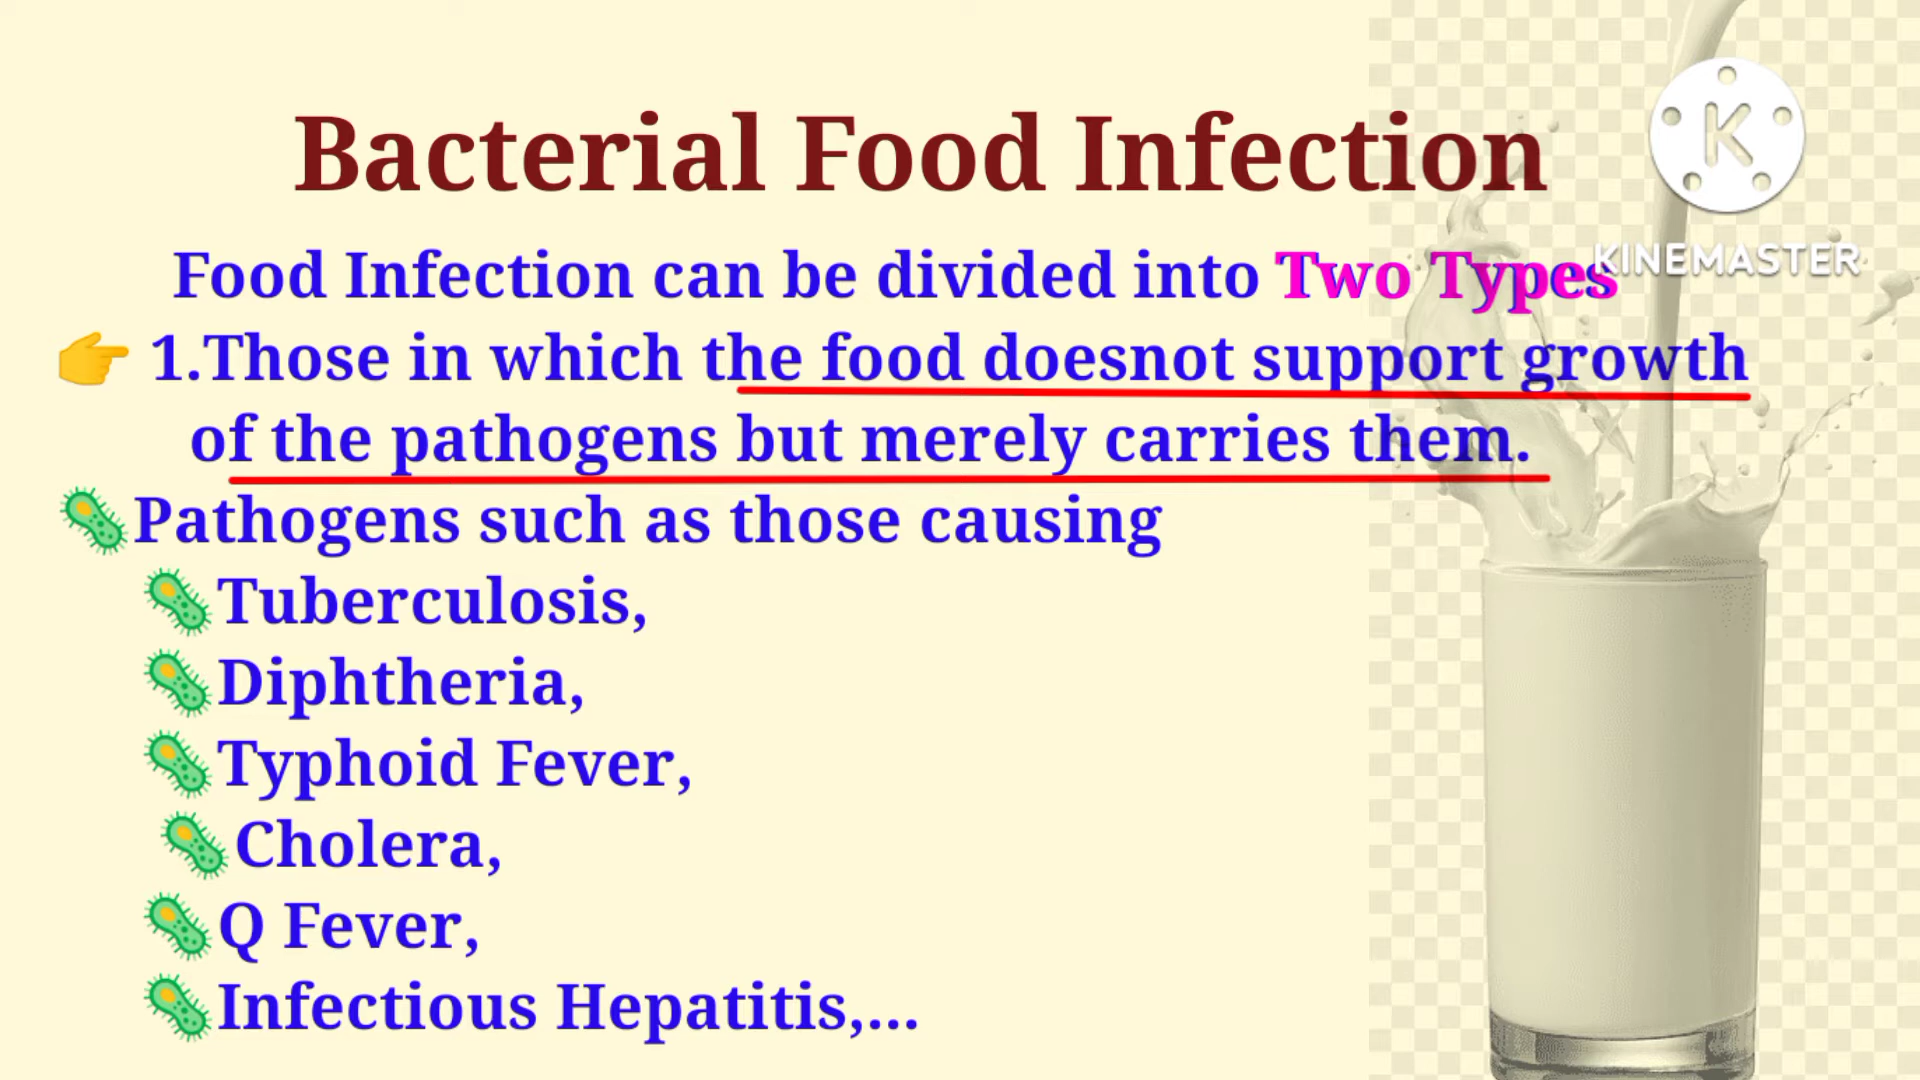 Bacterial Food Infection
Food Infection can be divided into Two Types
KINEMASTER
👉 1.Those in which the food doesnot support growth
of the pathogens but merely carries them.
🦠Pathogens such as those causing
🦠Tuberculosis,
🦠Diphtheria,
🦠Typhoid Fever,
🦠Cholera,
🦠Q Fever,
🦠Infectious Hepatitis,...